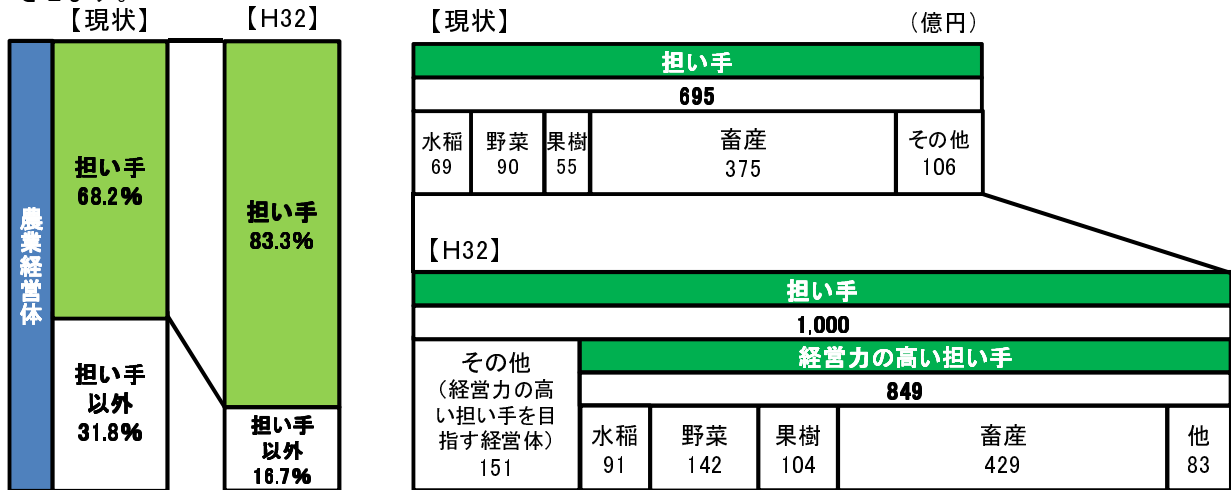 【現状】
【H32】
農業経営体
担い手
68.2%
担い手
以外
31.8%
担い手
83.3%
担い手
以外
16.7%
【現状】
(億円)
担い手
695
水稲
69
野菜
90
果樹
55
畜産
375
その他
106
【H32】
担い手
1,000
その他
(経営力の高
い担い手を目
指す経営体)
151
経営力の高い担い手
849
水稲
91
野菜
142
果樹
104
畜産
429
他
83